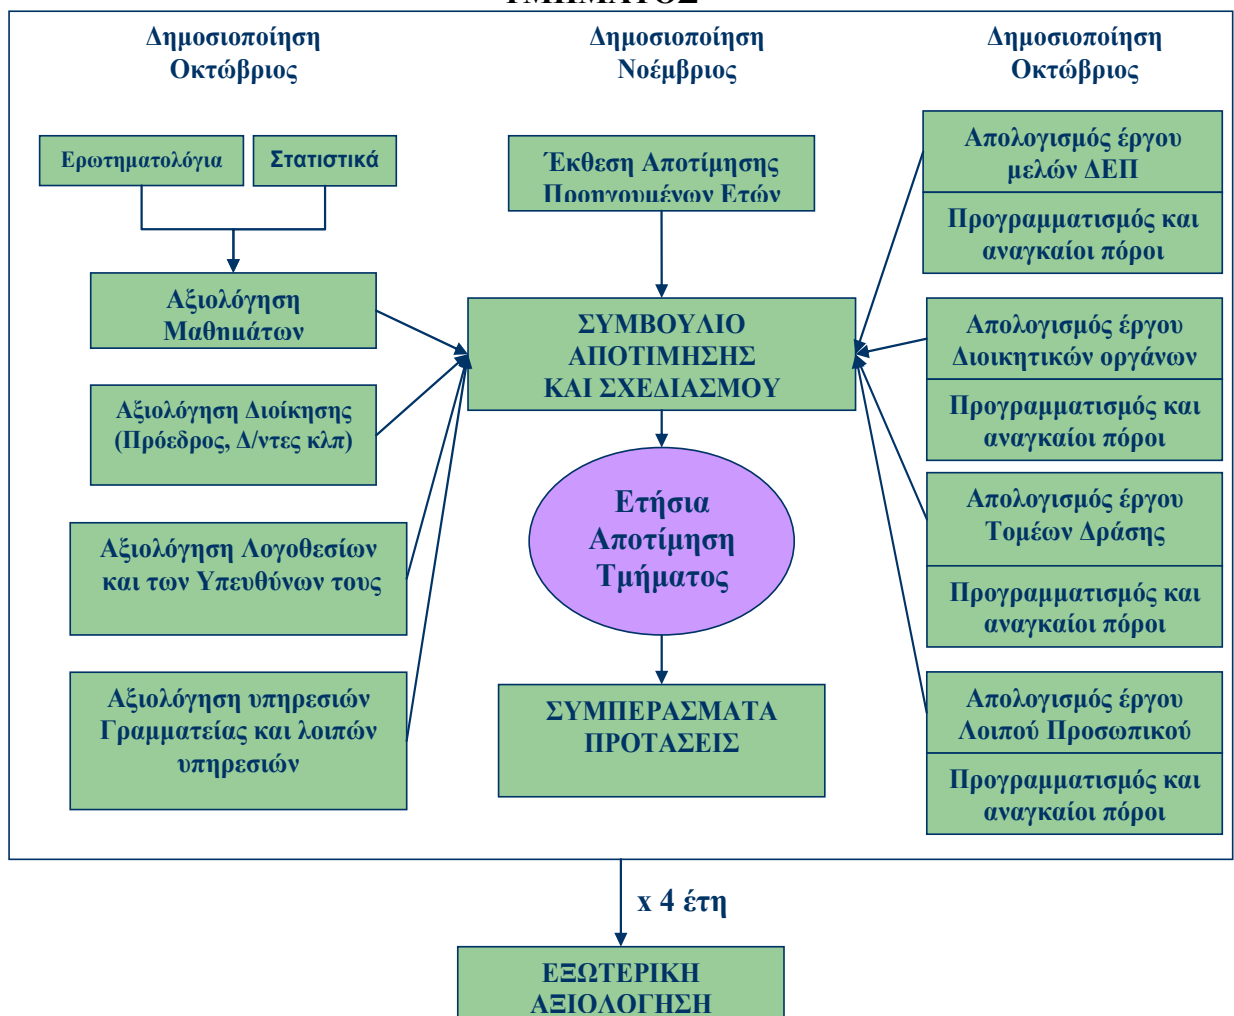 ΤΜΗΜΑΤΟΣ
Δημοσιοποίηση
Οκτώβριος
Δημοσιοποίηση
Νοέμβριος
Δημοσιοποίηση
Οκτώβριος
Ερωτηματολόγια
Στατιστικά
Αξιολόγηση
Μαθημάτων
Αξιολόγηση Διοίκησης
(Πρόεδρος, Δ/ντες κλπ)
Αξιολόγηση Λογοθεσίων
και των Υπευθύνων τους
Αξιολόγηση υπηρεσιών
Γραμματείας και λοιπών
υπηρεσιών
Έκθεση Αποτίμησης
Προηγουμένων Ετών
ΣΥΜΒΟΥΛΙΟ
ΑΠΟΤΙΜΗΣΗΣ
ΚΑΙ ΣΧΕΔΙΑΣΜΟΥ
Ετήσια
Αποτίμηση
Τμήματος
ΣΥΜΠΕΡΑΣΜΑΤΑ
ΠΡΟΤΑΣΕΙΣ
Απολογισμός έργου
μελών ΔΕΠ
Προγραμματισμός και
αναγκαίοι πόροι
Απολογισμός έργου
Διοικητικών οργάνων
Προγραμματισμός και
αναγκαίοι πόροι
Απολογισμός έργου
Τομέων Δράσης
Προγραμματισμός και
αναγκαίοι πόροι
Απολογισμός έργου
Λοιπού Προσωπικού
Προγραμματισμός και
αναγκαίοι πόροι
x 4 έτη
ΕΞΩΤΕΡΙΚΗ
ΑΞΙΟΛΟΓΗΣΗ